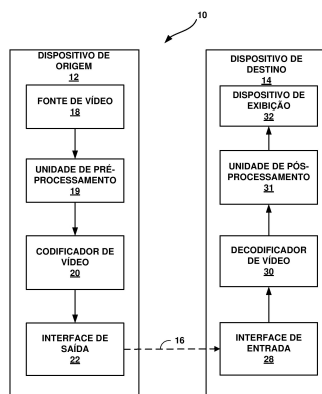 10
DISPOSITIVO DE
ORIGEM
12
FONTE DE VÍDEO
18
UNIDADE DE PRÉ-
PROCESSAMENTO
19
CODIFICADOR DE
VÍDEO
20
INTERFACE DE
SAÍDA
22
16
DISPOSITIVO DE
DESTINO
14
DISPOSITIVO DE
EXIBIÇÃO
32
UNIDADE DE PÓS-
PROCESSAMENTO
31
DECODIFICADOR
DE VÍDEO
30
INTERFACE DE
ENTRADA
28